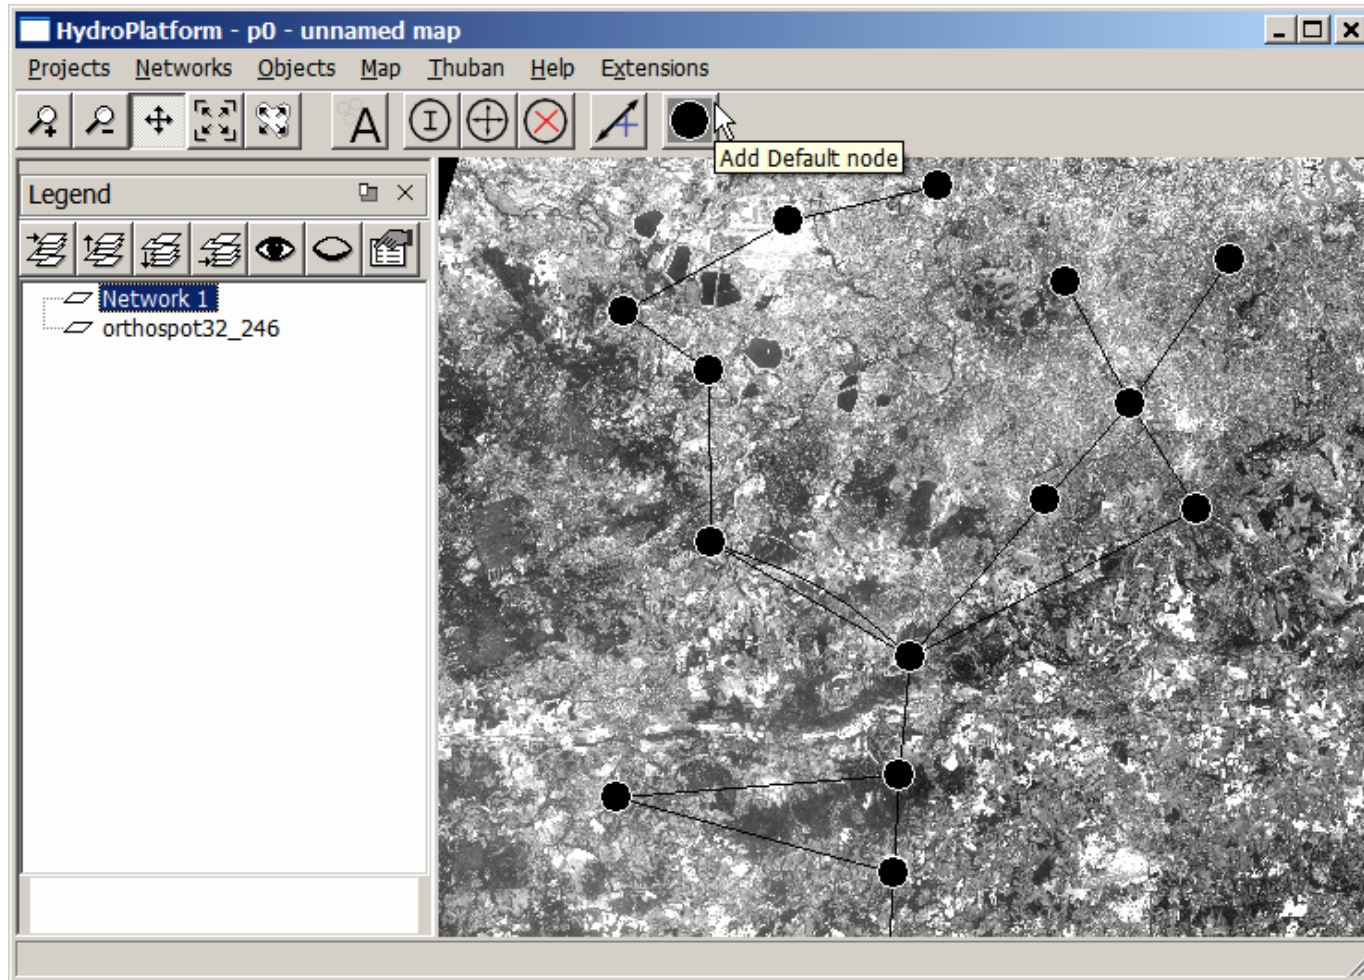 HydroPlatform - p0 - unnamed map
Projects Networks Objects Map Thuban Help Extensions
A I
Add Default node
Legend
Network 1
orthospot32_246